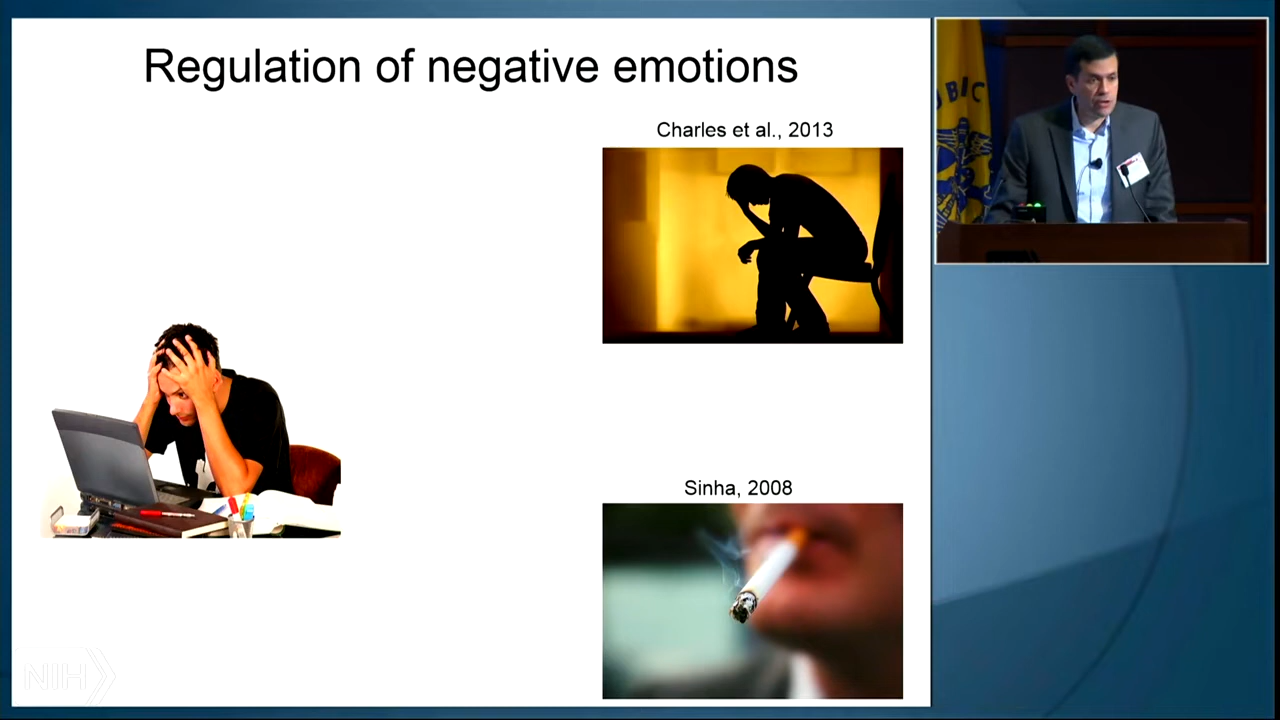 Regulation of negative emotions
Charles et al., 2013
Sinha, 2008
NIH